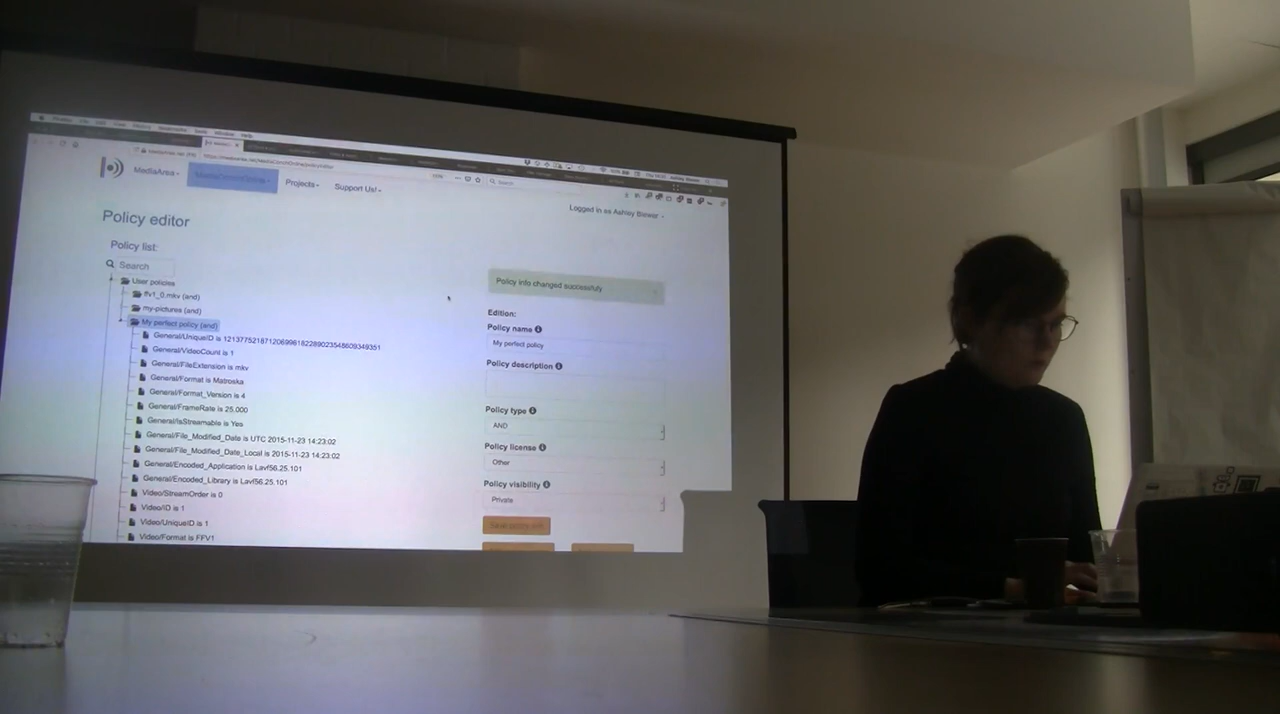 Window Help
MediaArea
MediaConchOnline
Projects
Support Us!
Logged in as Ashley Blewer
Policy editor
Policy list:
Search
User policies
ffv1_0.mkv (and)
my-pictures (and)
My perfect policy (and)
General/UniqueID is
General/VideoCount is 1
General/FileExtension is mkv
General/Format is Matroska
General/Format_Version is 4
General/FrameRate is 25.000
General/IsStreamable is Yes
General/File_Modified_Date is UTC 2015-11-23 14:23:02
General/File_Modified_Date_Local is 2015-11-23 14:23:02
General/Encoded_Application is Lavf56.25.101
General/Encoded_Library is Lavf56.25.101
Video/StreamOrder is 0
Video/ID is 1
Video/UniqueID is 1
Video/Format is FFV1
Policy info changed successfuly
Edition:
Policy name
My perfect policy
Policy description
Policy type
AND
Policy license
Other
Policy visibility
Private
Save policy info